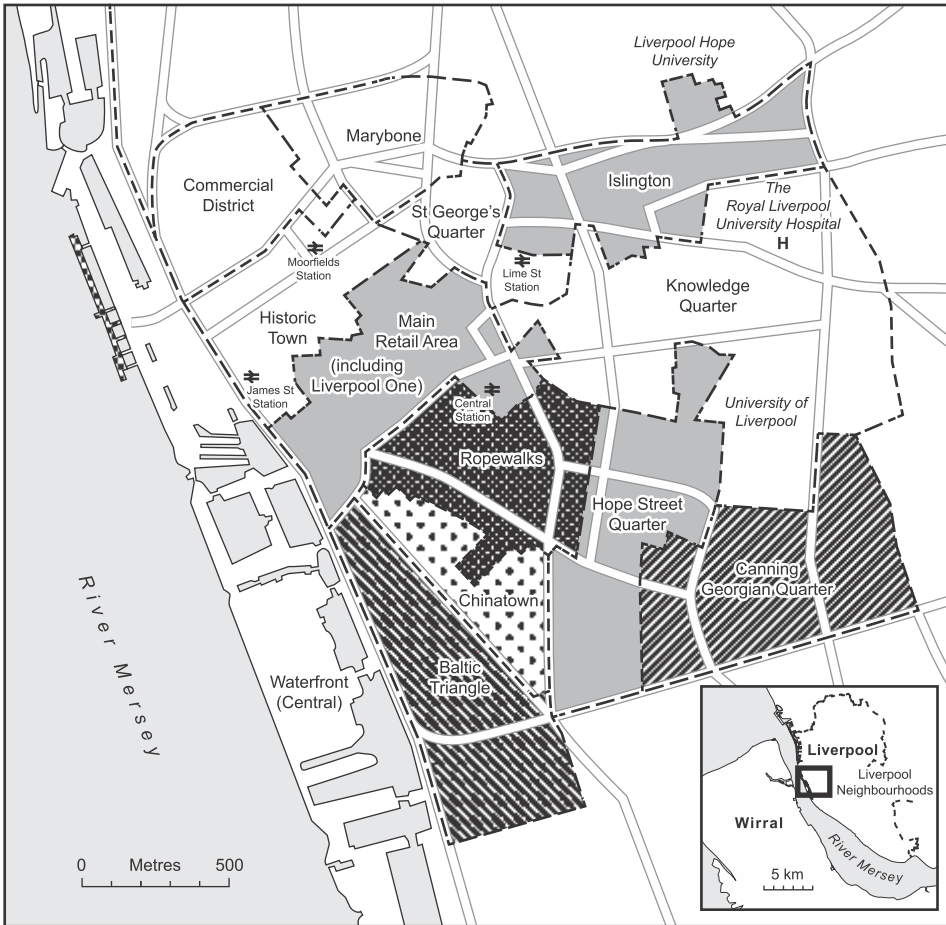 Liverpool Hope
University
Marybone
Commercial
District
Islington
The
Royal Liverpool
University Hospital
H
St George's
Quarter
Moorfields
Station
Lime St
Station
Knowledge
Quarter
Historic
Town
Main
Retail Area
(including
Liverpool One)
James St
Station
Central
Station
University of
Liverpool
Ropewalks
Hope Street
Quarter
Canning
Georgian Quarter
Chinatown
River Mersey
Baltic
Triangle
Waterfront
(Central)
0 Metres 500
Liverpool
Liverpool
Neighbourhoods
Wirral
River Mersey
5 km